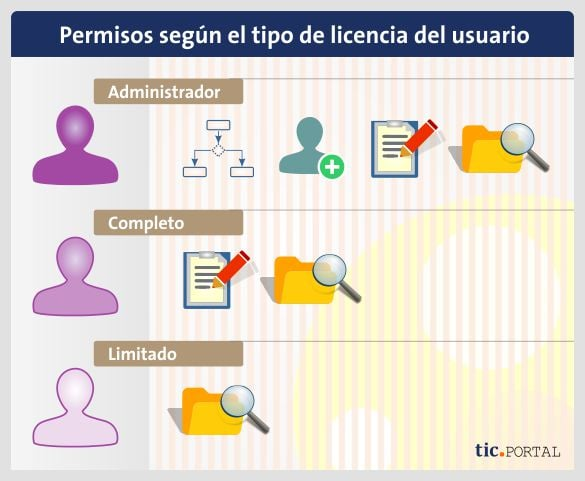 Permisos según el tipo de licencia del usuario
Administrador
Completo
Limitado
tic.PORTAL